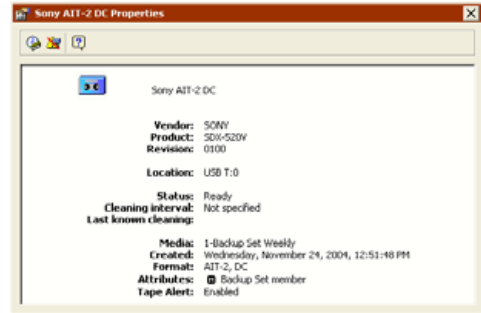 Sony AIT-2 DC Properties
Sony AIT-2 DC
Vendor: SONY
Product: SDX-520V
Revision: 0100
Location: USB T:0
Status: Ready
Cleaning interval: Not specified
Last known cleaning:
Media: 1-Backup Set Weekly
Created: Wednesday, November 24, 2004, 12:51:48 PM
Format: AIT-2, DC
Attributes: Backup Set member
Tape Alert: Enabled